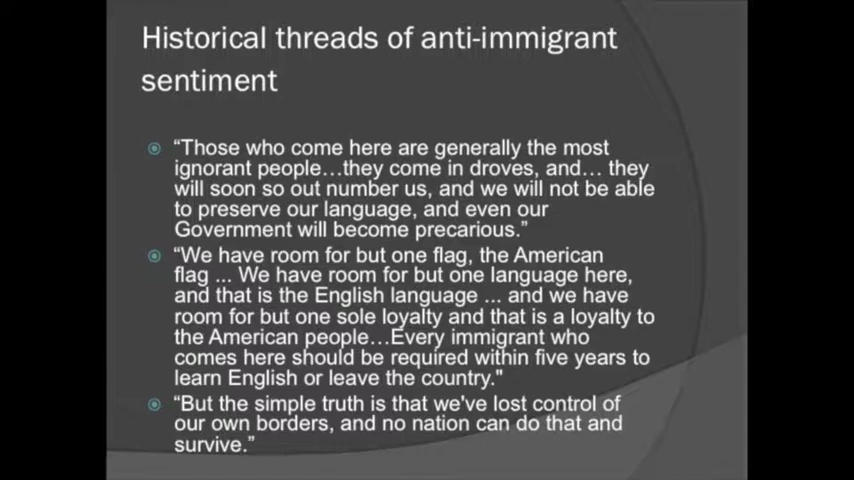 Historical threads of anti-immigrant
sentiment
“Those who come here are generally the most
ignorant people…they come in droves, and… they
will soon so out number us, and we will not be able
to preserve our language, and even our
Government will become precarious.”
“We have room for but one flag, the American
flag ... We have room for but one language here,
and that is the English language ... and we have
room for but one sole loyalty and that is a loyalty to
the American people…Every immigrant who
comes here should be required within five years to
learn English or leave the country."
“But the simple truth is that we've lost control of
our own borders, and no nation can do that and
survive.”